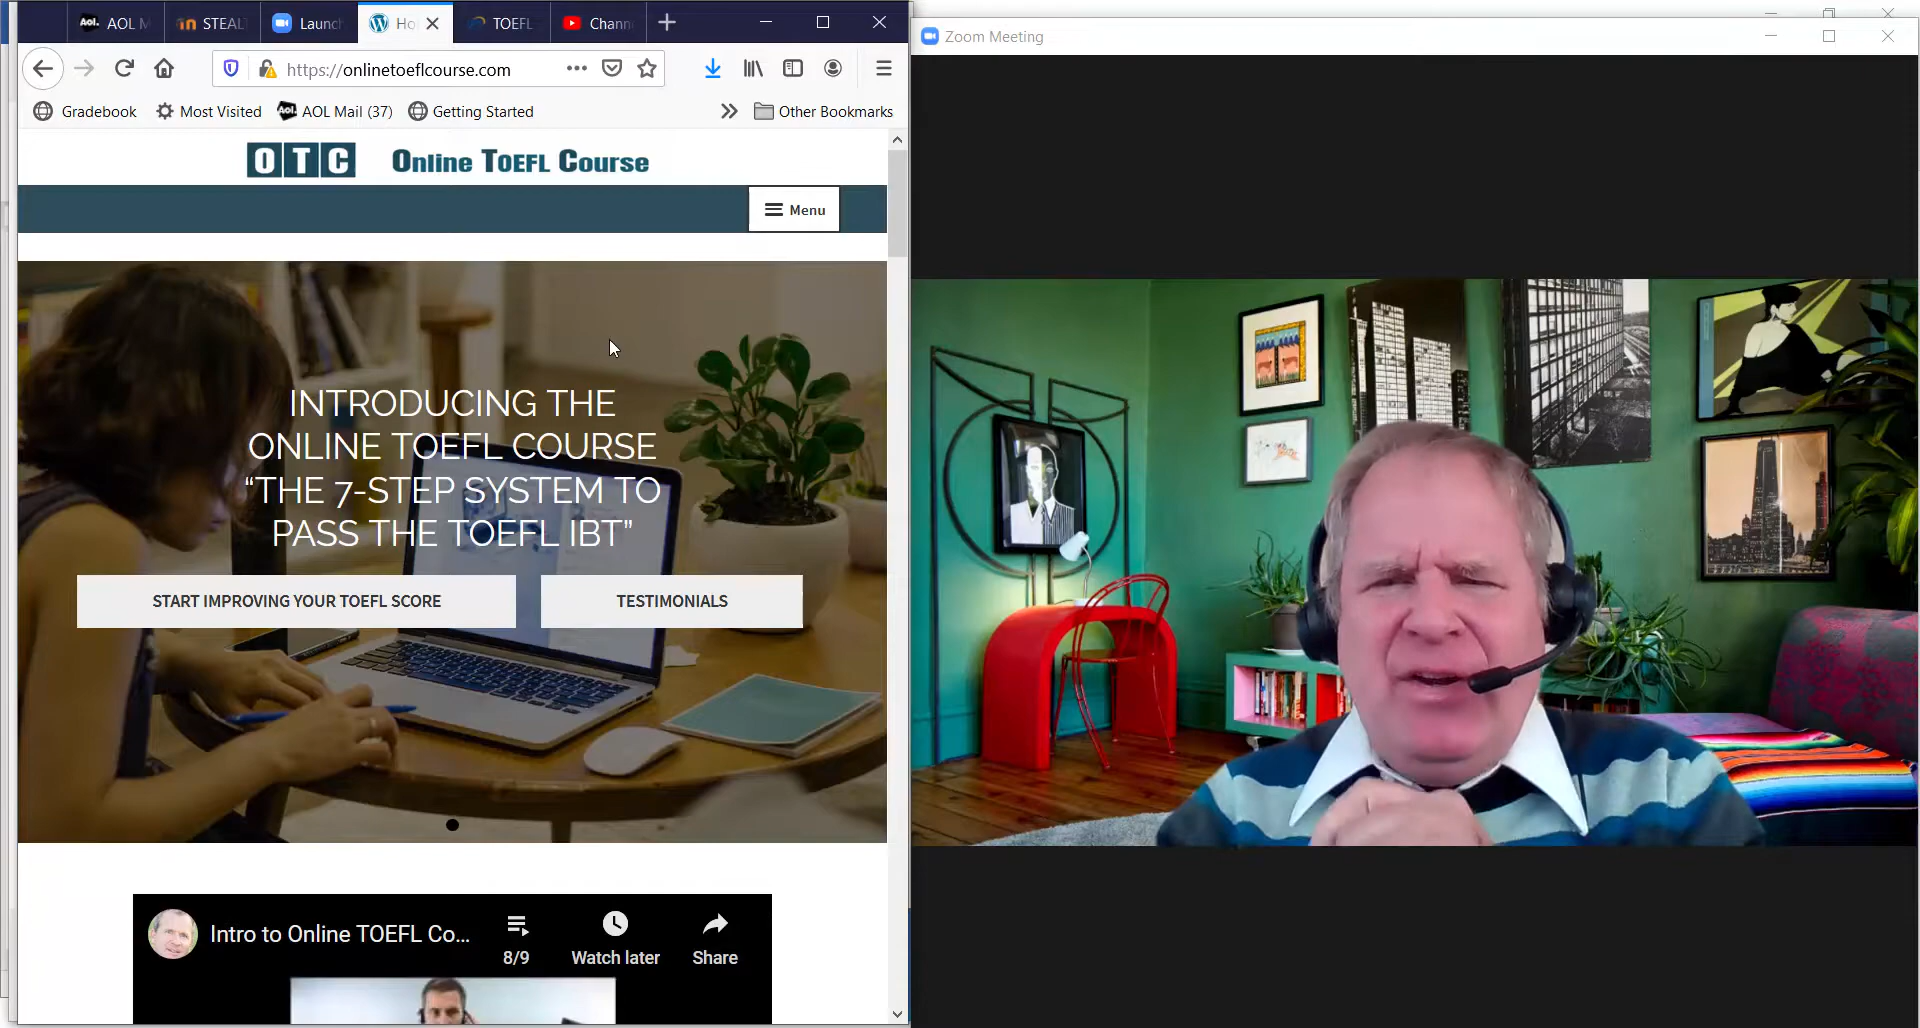 AOL M
STEAL
Launc
Ho
TOEFL
Chann
Zoom Meeting
https://onlinetoeflcourse.com
Gradebook
Most Visited
AOL Mail (37)
Getting Started
Other Bookmarks
OTC
Online TOEFL Course
Menu
INTRODUCING THE
ONLINE TOEFL COURSE
“THE 7-STEP SYSTEM TO
PASS THE TOEFL IBT”
START IMPROVING YOUR TOEFL SCORE
TESTIMONIALS
Intro to Online TOEFL Co...
8/9
Watch later
Share